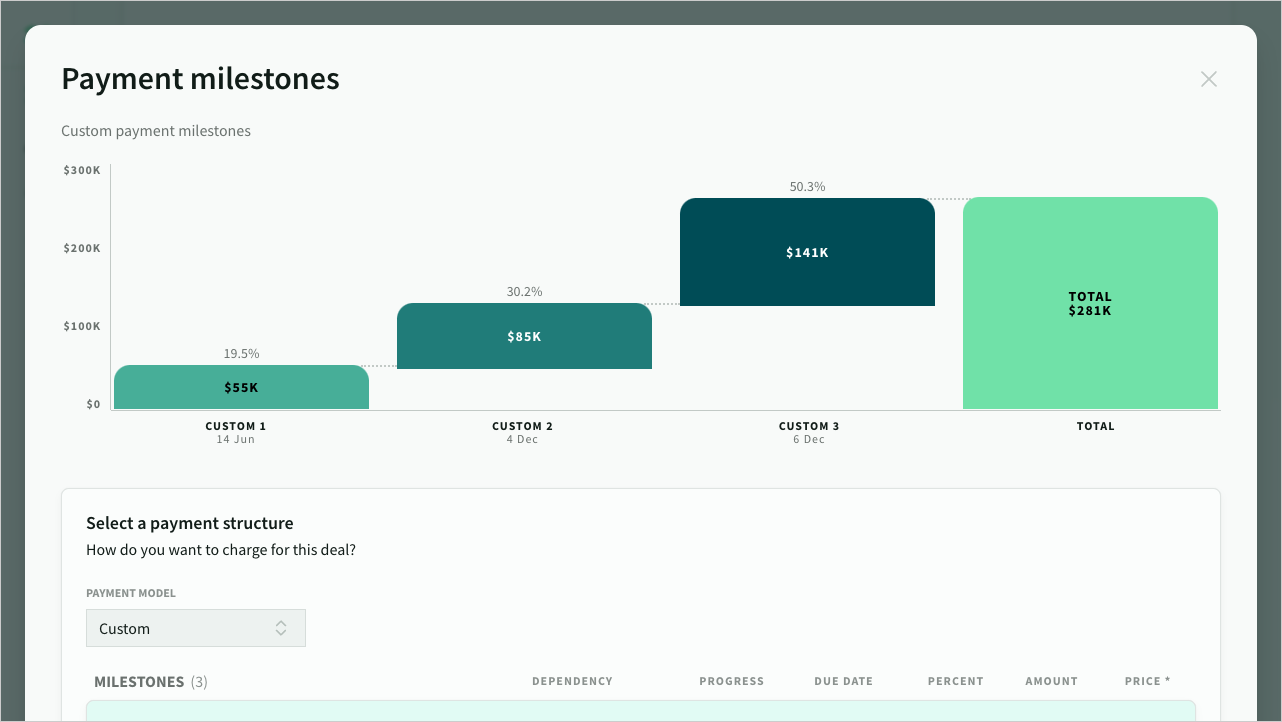 Payment milestones
Custom payment milestones
$300K
$200K
$100K
$0
19.5%
$55K
30.2%
$85K
50.3%
$141K
TOTAL
$281K
CUSTOM 1
14 Jun
CUSTOM 2
4 Dec
CUSTOM 3
6 Dec
TOTAL
Select a payment structure
How do you want to charge for this deal?
PAYMENT MODEL
Custom
MILESTONES (3) DEPENDENCY PROGRESS DUE DATE PERCENT AMOUNT PRICE *